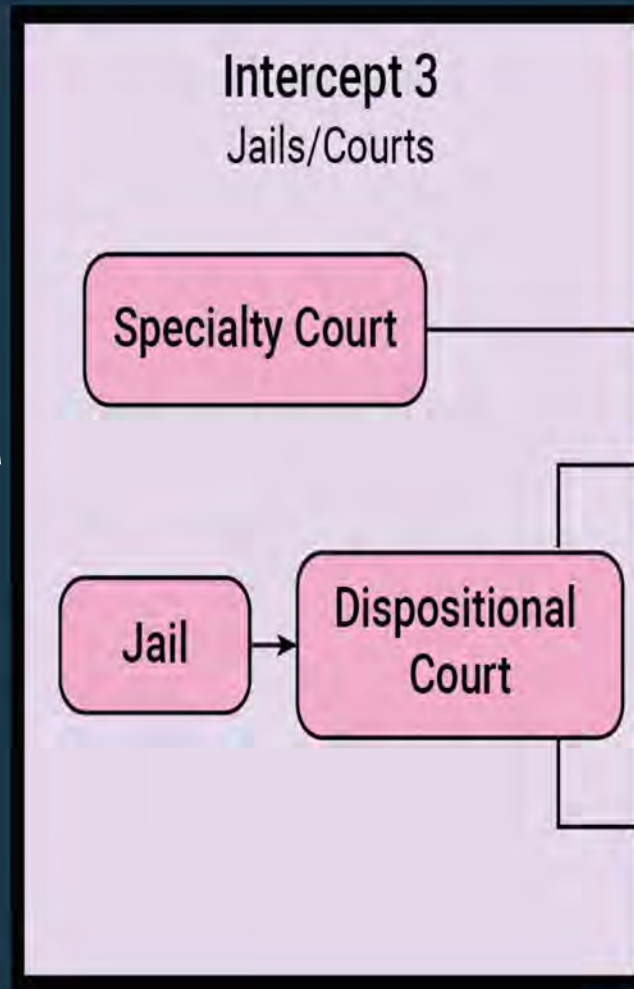 Intercept 3
Jails/Courts
Specialty Court
Jail
Dispositional
Court